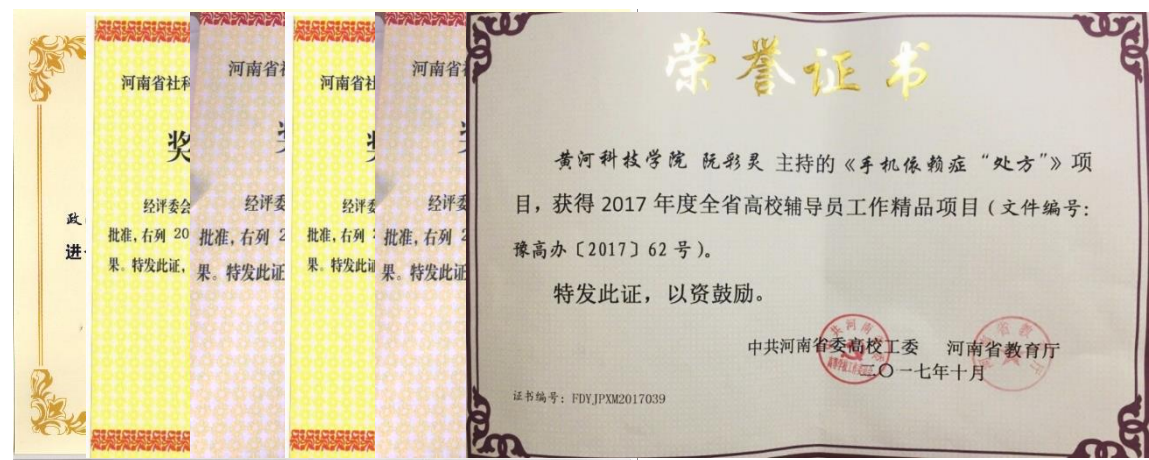 政
进
河南省社科
奖
经评委会
批准，右列 20
果。特发此证，
河南省社
经评委
批准，右列 2
果。特发此证
河南省社
经评委
批准，右列
果。特发此证
河南省社
经评委
批准，右列 2
果。特发此证
荣誉证书
黄河科技学院 阮彩灵 主持的《手机依赖症“处方”》项
目，获得 2017 年度全省高校辅导员工作精品项目（文件编号：
豫高办〔2017〕62 号）。
特发此证，以资鼓励。
中共河南省委高校工委 河南省教育厅
二〇一七年十月
证书编号：FDYJPXM2017039